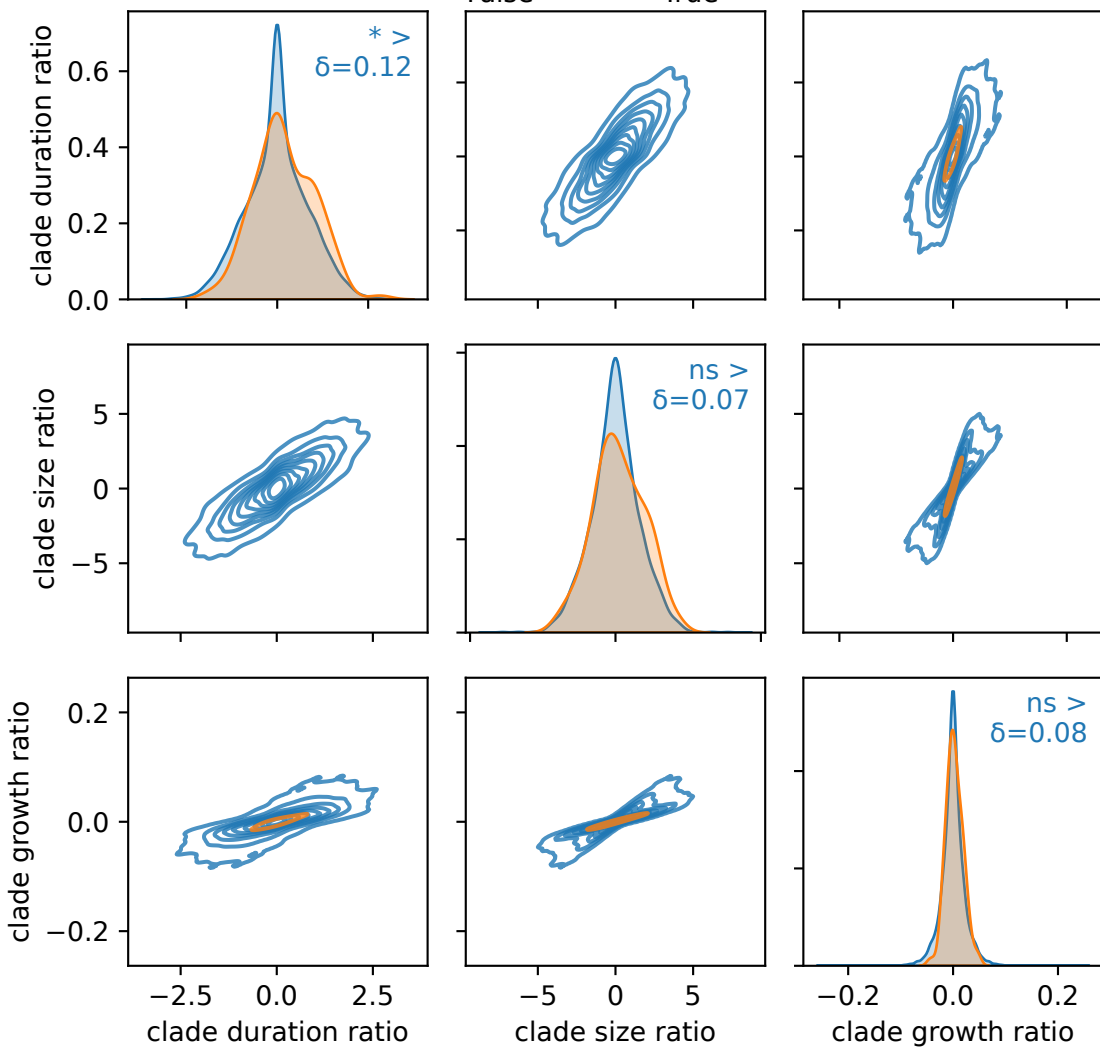 clade duration ratio
0.6
0.4
0.2
0.0
* >
δ=0.12
clade size ratio
5
0
−5
ns >
δ=0.07
clade growth ratio
0.2
0.0
−0.2
ns >
δ=0.08
−2.5 0.0 2.5
−5 0 5
−0.2 0.0 0.2
clade duration ratio
clade size ratio
clade growth ratio